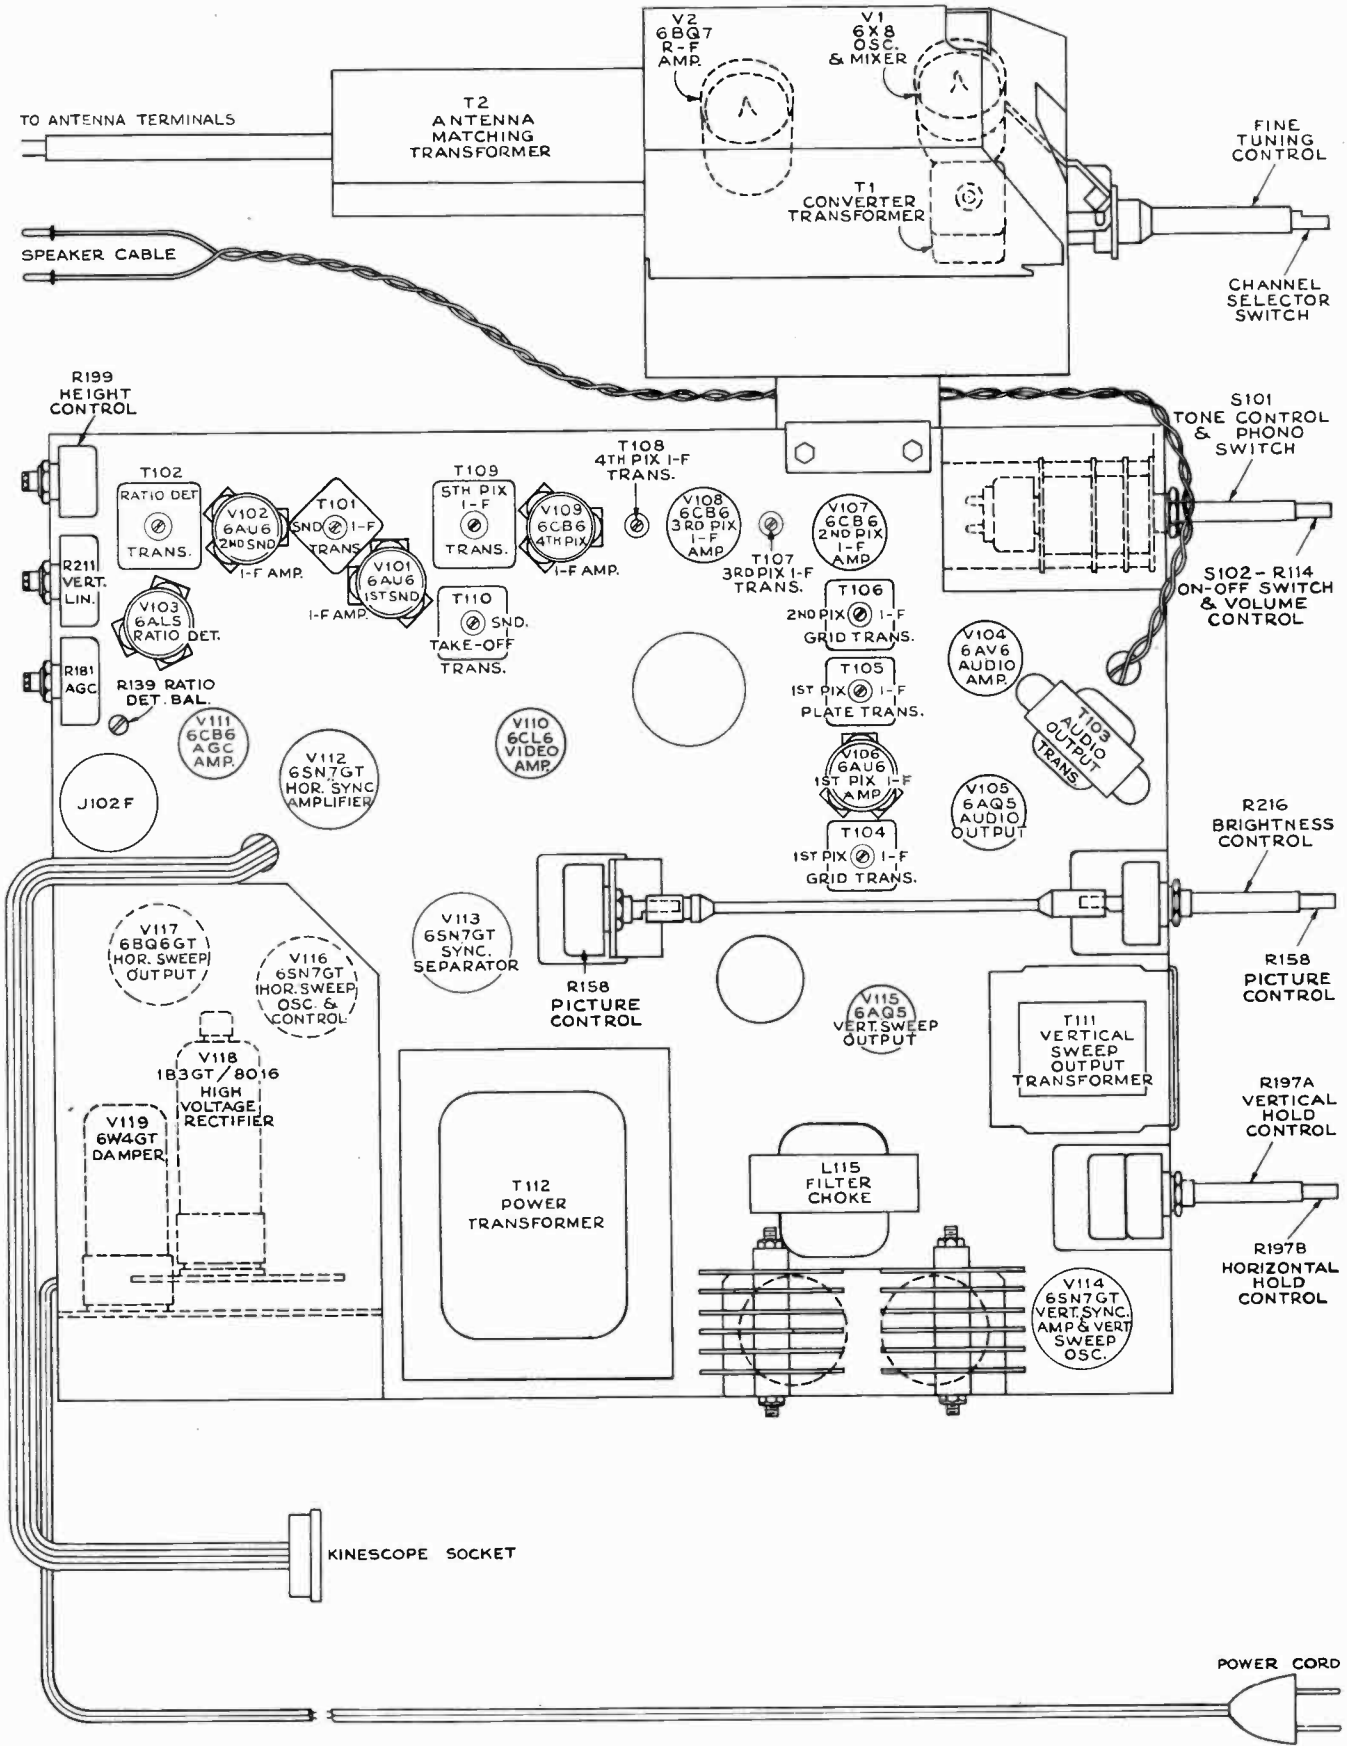 V2
6BQ7
R-F
AMP.
V1
6X8
OSC.
& MIXER
T2
ANTENNA
MATCHING
TRANSFORMER
TO ANTENNA TERMINALS
FINE
TUNING
CONTROL
T1
CONVERTER
TRANSFORMER
SPEAKER CABLE
CHANNEL
SELECTOR
SWITCH
R199
HEIGHT
CONTROL
S101
TONE CONTROL
& PHONO
SWITCH
T102
RATIO DET.
TRANS.
V102
6AU6
2ND SND
I-F AMP.
T101
SND I-F
TRANS.
T109
5TH PIX
I-F
TRANS.
V109
6CB6
4TH PIX
I-F AMP.
T108
4TH PIX I-F
TRANS.
V108
6CB6
3RD PIX
I-F
AMP
T107
3RD PIX I-F
TRANS.
V107
6CB6
2ND PIX
I-F
AMP
R211
VERT.
LIN.
V101
6AU6
1ST SND
I-F AMP.
T110
SND.
TAKE-OFF
TRANS.
T106
2ND PIX I-F
GRID TRANS.
S102-R114
ON-OFF SWITCH
& VOLUME
CONTROL
V103
6AL5
RATIO DET.
V104
6AV6
AUDIO
AMP.
R181
AGC
R139 RATIO
DET. BAL.
T105
1ST PIX I-F
PLATE TRANS.
V111
6CB6
AGC
AMP.
V112
6SN7GT
HOR. SYNC
AMPLIFIER
V110
6CL6
VIDEO
AMP.
V106
6AU6
1ST PIX I-F
AMP
T103
AUDIO
OUTPUT
TRANS.
J102F
V105
6AQ5
AUDIO
OUTPUT
T104
1ST PIX I-F
GRID TRANS.
R216
BRIGHTNESS
CONTROL
V117
6BQ6GT
HOR. SWEEP
OUTPUT
V116
6SN7GT
HOR. SWEEP
OSC. &
CONTROL
V113
6SN7GT
SYNC.
SEPARATOR
R158
PICTURE
CONTROL
R158
PICTURE
CONTROL
V115
6AQ5
VERT. SWEEP
OUTPUT
T111
VERTICAL
SWEEP
OUTPUT
TRANSFORMER
V118
1B3GT/8016
HIGH
VOLTAGE
RECTIFIER
V119
6W4GT
DAMPER
R197A
VERTICAL
HOLD
CONTROL
T112
POWER
TRANSFORMER
L115
FILTER
CHOKE
R197B
HORIZONTAL
HOLD
CONTROL
V114
6SN7GT
VERT. SYNC.
AMP & VERT
SWEEP
OSC.
KINESCOPE SOCKET
POWER CORD